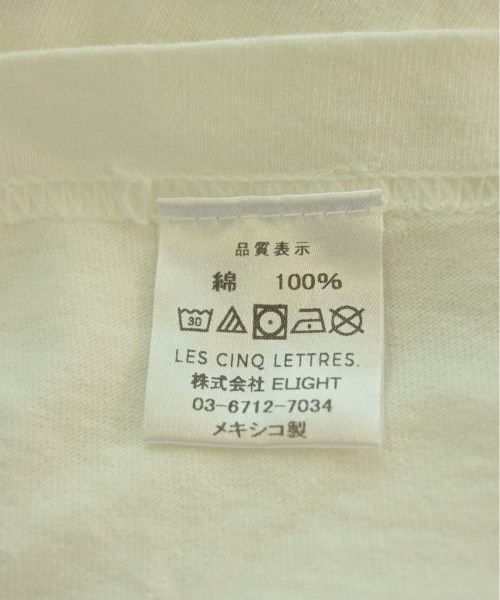 品質表示
綿 100%
30
LES CINQ LETTRES.
株式会社 ELIGHT
03-6712-7034
メキシコ製